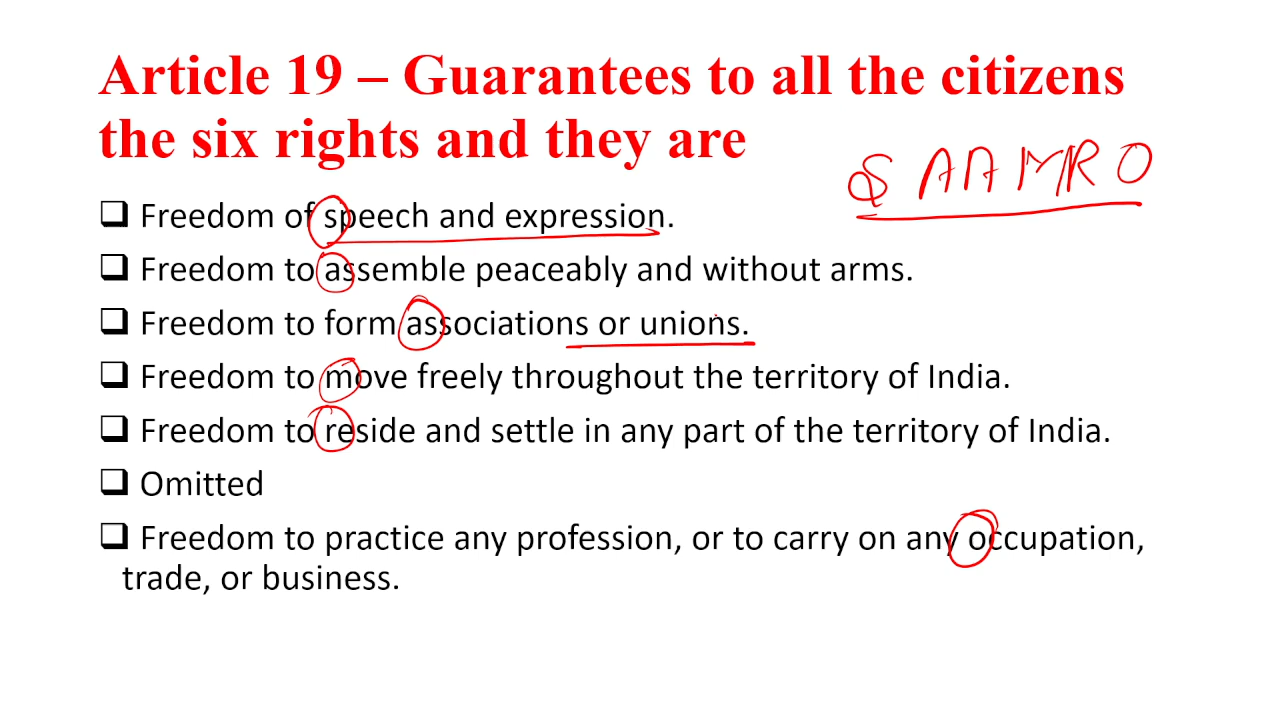 Article 19 – Guarantees to all the citizens
the six rights and they are
SAAMRO
Freedom of speech and expression.
Freedom to assemble peaceably and without arms.
Freedom to form associations or unions.
Freedom to move freely throughout the territory of India.
Freedom to reside and settle in any part of the territory of India.
Omitted
Freedom to practice any profession, or to carry on any occupation,
trade, or business.